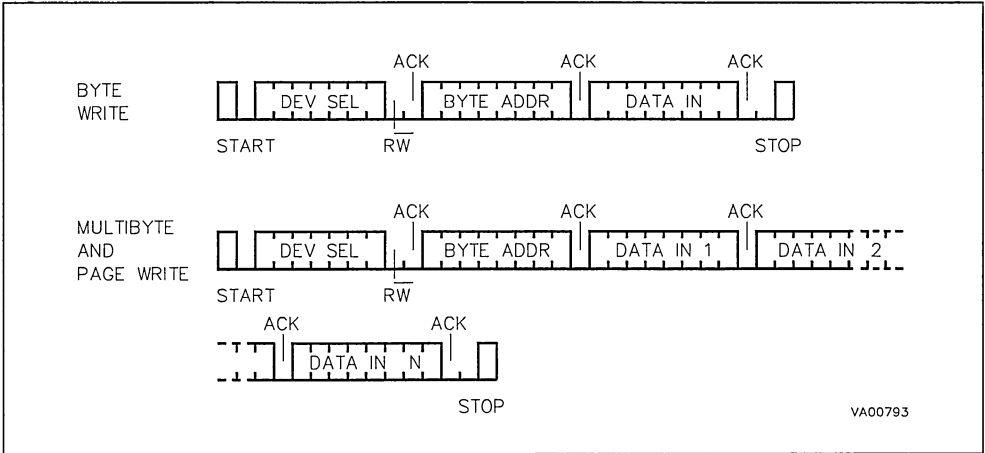 ACK ACK ACK
BYTE
WRITE
DEV SEL BYTE ADDR DATA IN
START RW STOP
ACK ACK ACK
MULTIBYTE
AND
PAGE WRITE
DEV SEL BYTE ADDR DATA IN 1 DATA IN 2
START RW
ACK ACK
DATA IN N
STOP
VA00793